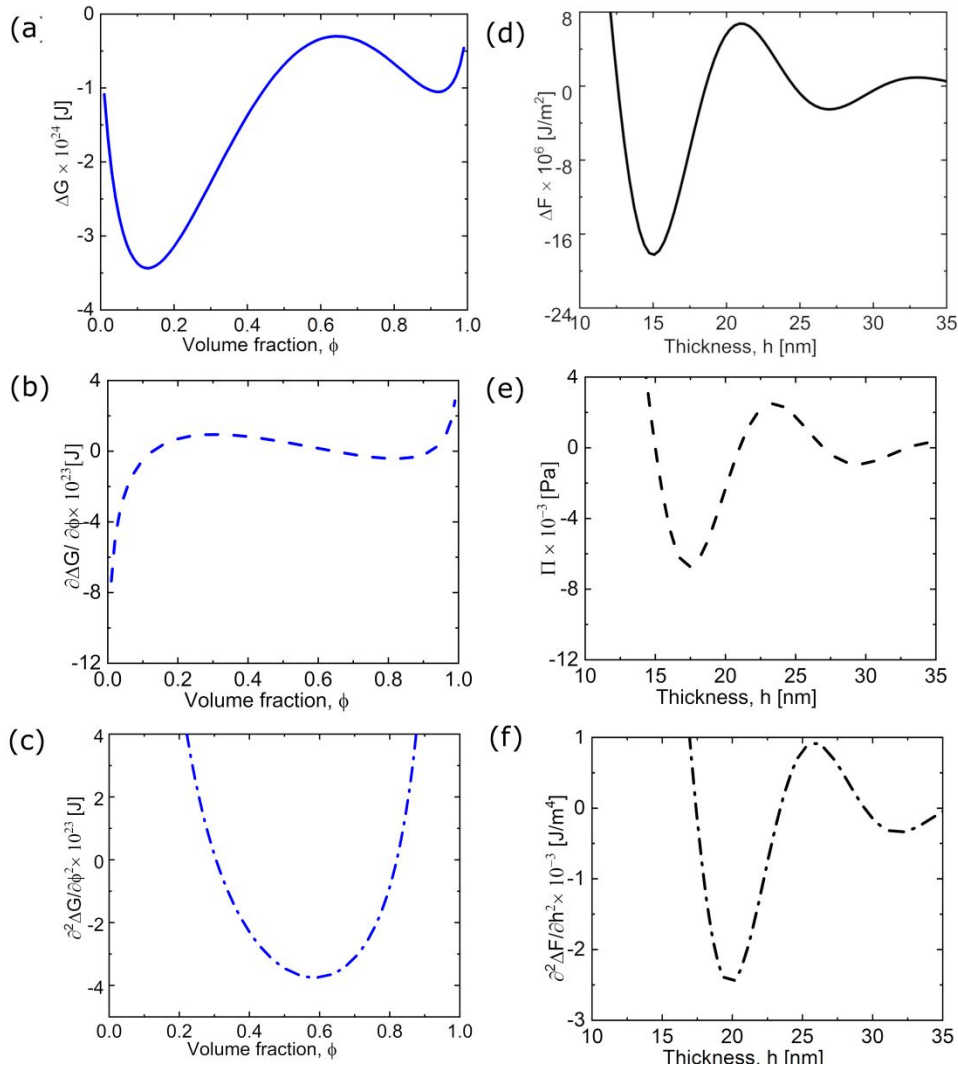 (a)
0
-1
-2
-3
-4
ΔG × 10²⁴ [J]
0.0 0.2 0.4 0.6 0.8 1.0
Volume fraction, ϕ
(d)
8
0
-8
-16
-24
ΔF × 10⁶ [J/m²]
10 15 20 25 30 35
Thickness, h [nm]
(b)
4
0
-4
-8
-12
∂ΔG/ ∂ϕ× 10²³ [J]
0.0 0.2 0.4 0.6 0.8 1.0
Volume fraction, ϕ
(e)
4
0
-4
-8
-12
Π × 10⁻³ [Pa]
10 15 20 25 30 35
Thickness, h [nm]
(c)
4
2
0
-2
-4
∂²ΔG/∂ϕ²× 10²³ [J]
0.0 0.2 0.4 0.6 0.8 1.0
Volume fraction, ϕ
(f)
1
0
-1
-2
-3
∂²ΔF/∂h²× 10⁻³ [J/m⁴]
10 15 20 25 30 35
Thickness, h [nm]